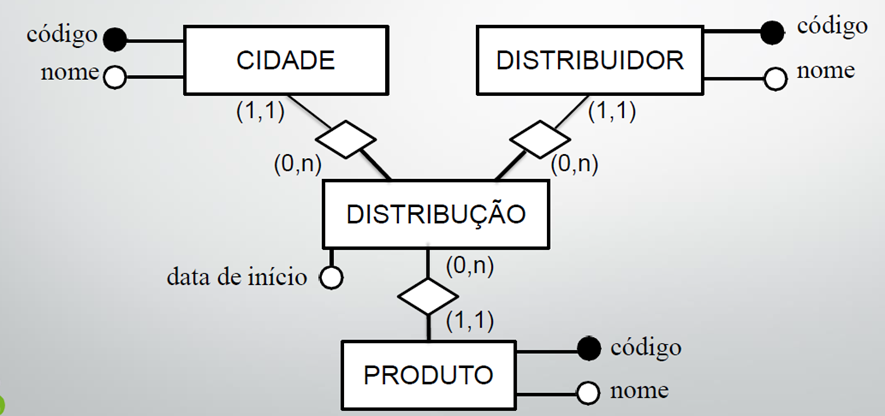 código
CIDADE
nome
DISTRIBUIDOR
código
nome
(1,1)
(1,1)
(0,n)
(0,n)
DISTRIBUÇÃO
data de início
(0,n)
(1,1)
PRODUTO
código
nome